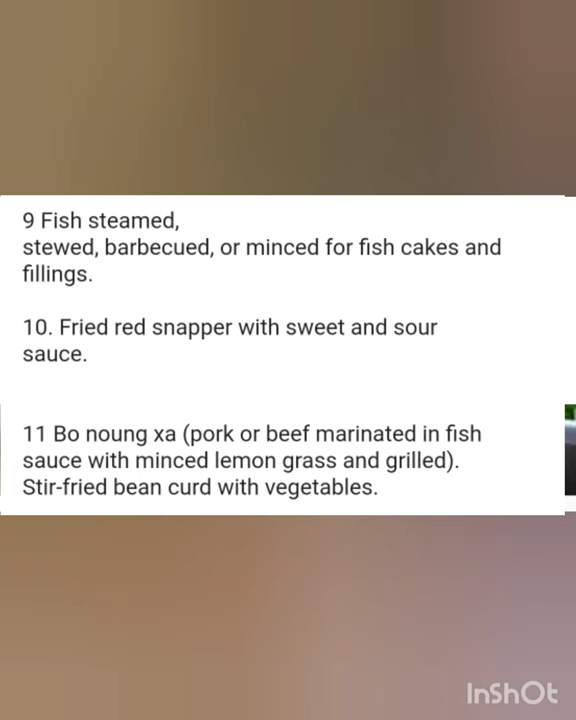 9 Fish steamed,
stewed, barbecued, or minced for fish cakes and
fillings.
10. Fried red snapper with sweet and sour
sauce.
11 Bo noung xa (pork or beef marinated in fish
sauce with minced lemon grass and grilled).
Stir-fried bean curd with vegetables.
InShOt